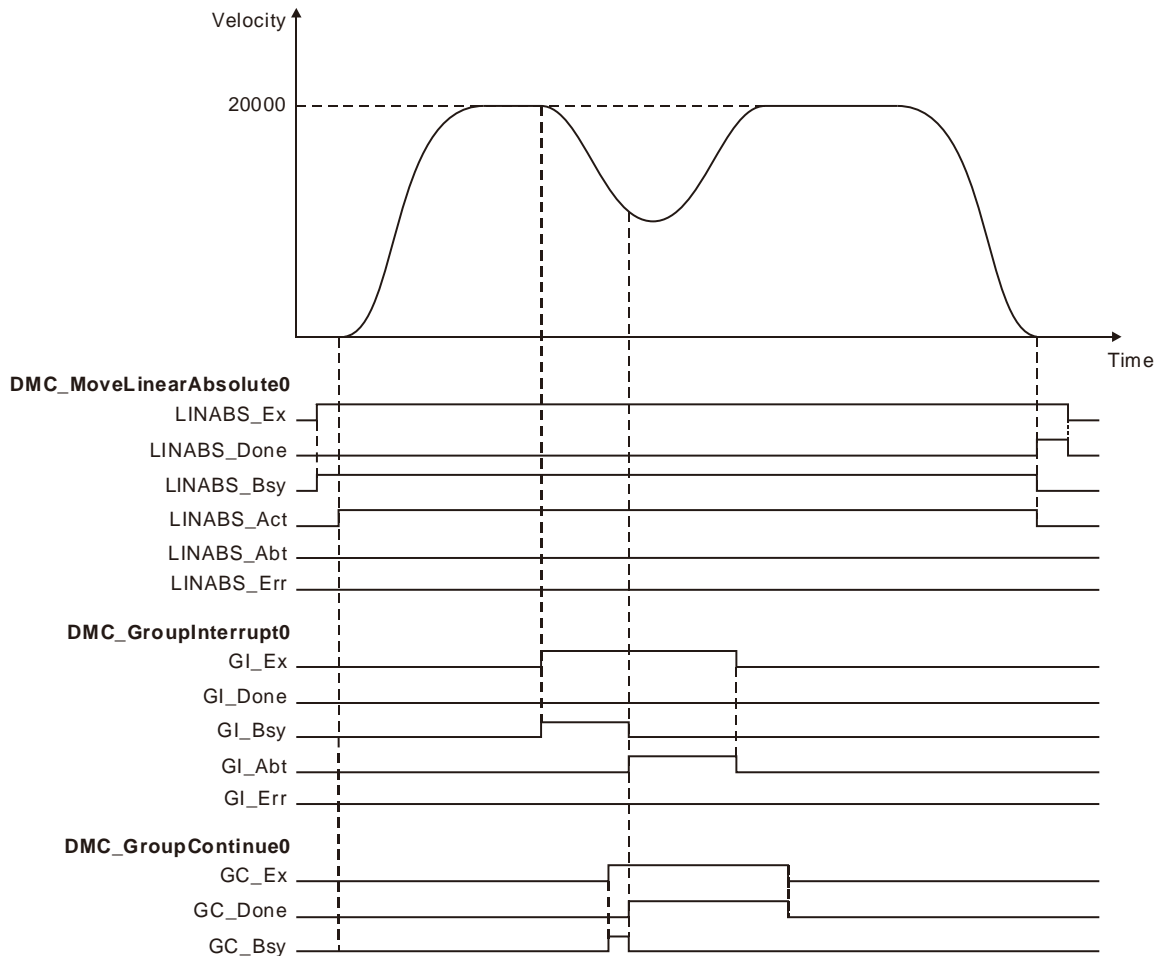 Velocity
20000
Time
DMC_MoveLinearAbsolute0
LINABS_Ex
LINABS_Done
LINABS_Bsy
LINABS_Act
LINABS_Abt
LINABS_Err
DMC_GroupInterrupt0
GI_Ex
GI_Done
GI_Bsy
GI_Abt
GI_Err
DMC_GroupContinue0
GC_Ex
GC_Done
GC_Bsy